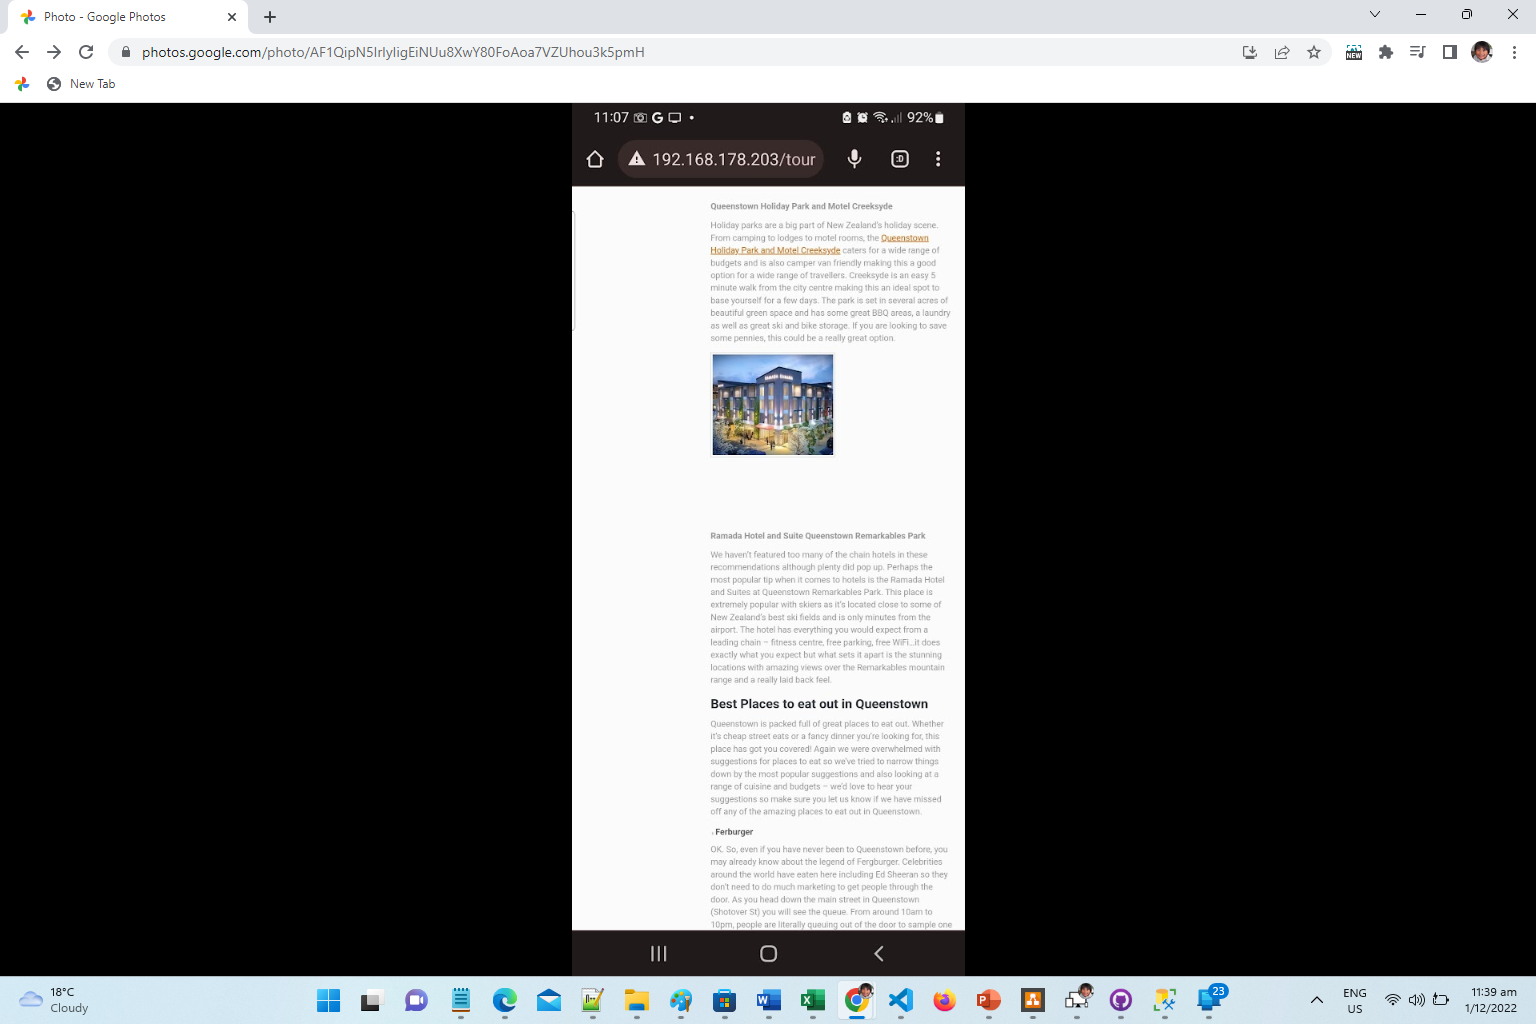 Photo - Google Photos
photos.google.com/photo/AF1QipN5IrIyligEiNUu8XwY80FoAoa7VZUhou3k5pmH
New Tab
11:07
92%
192.168.178.203/tour
Queenstown Holiday Park and Motel Creeksyde
Holiday parks are a big part of New Zealand's holiday scene.
From camping to lodges to motel rooms, the Queenstown
Holiday Park and Motel Creeksyde caters for a wide range of
budgets and is also camper van friendly making this a good
option for a wide range of travellers. Creeksyde is an easy 5
minute walk from the city centre making this an ideal spot to
base yourself for a few days. The park is set in several acres of
beautiful green space and has some great BBQ areas, a laundry
as well as great ski and bike storage. If you are looking to save
some pennies, this could be a really great option.
Ramada Hotel and Suite Queenstown Remarkables Park
We haven't featured too many of the chain hotels in these
recommendations although plenty did pop up. Perhaps the
most popular tip when it comes to hotels is the Ramada Hotel
and Suites at Queenstown Remarkables Park. This place is
extremely popular with skiers as it's located close to some of
New Zealand's best ski fields and is only minutes from the
airport. The hotel has everything you would expect from a
leading chain – fitness centre, free parking, free WiFi...it does
exactly what you expect but what sets it apart is the stunning
locations with amazing views over the Remarkables mountain
range and a really laid back feel.
Best Places to eat out in Queenstown
Queenstown is packed full of great places to eat out. Whether
it's cheap street eats or a fancy dinner you're looking for, this
place has got you covered! Again we were overwhelmed with
suggestions for places to eat so we've tried to narrow things
down by the most popular suggestions and also looking at a
range of cuisine and budgets – we'd love to hear your
suggestions so make sure you let us know if we have missed
off any of the amazing places to eat out in Queenstown.
. Ferburger
OK. So, even if you have never been to Queenstown before, you
may already know about the legend of Fergburger. Celebrities
around the world have eaten here including Ed Sheeran so they
don't need to do much marketing to get people through the
door. As you head down the main street in Queenstown
(Shotover St) you will see the queue. From around 10am to
10pm, people are literally queuing out of the door to sample one
18°C
Cloudy
23
ENG
US
11:39 am
1/12/2022